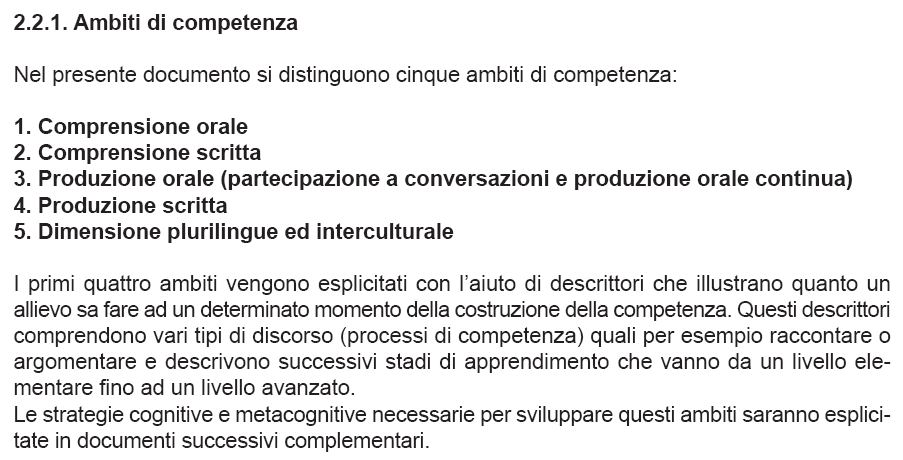 2.2.1. Ambiti di competenza
Nel presente documento si distinguono cinque ambiti di competenza:
1. Comprensione orale
2. Comprensione scritta
3. Produzione orale (partecipazione a conversazioni e produzione orale continua)
4. Produzione scritta
5. Dimensione plurilingue ed interculturale
I primi quattro ambiti vengono esplicitati con l’aiuto di descrittori che illustrano quanto un
allievo sa fare ad un determinato momento della costruzione della competenza. Questi descrittori
comprendono vari tipi di discorso (processi di competenza) quali per esempio raccontare o
argomentare e descrivono successivi stadi di apprendimento che vanno da un livello ele-
mentare fino ad un livello avanzato.
Le strategie cognitive e metacognitive necessarie per sviluppare questi ambiti saranno esplici-
tate in documenti successivi complementari.